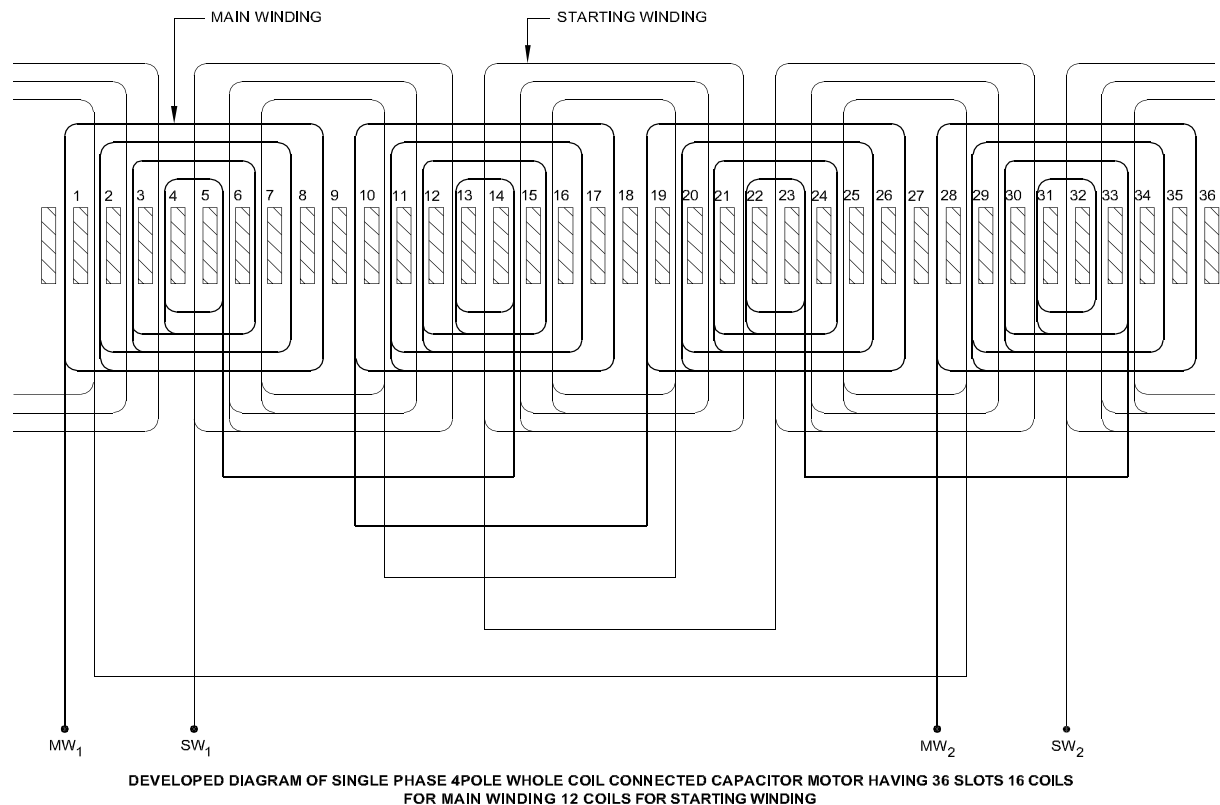 MAIN WINDING STARTING WINDING
1 2 3 4 5 6 7 8 9 10 11 12 13 14 15 16 17 18 19 20 21 22 23 24 25 26 27 28 29 30 31 32 33 34 35 36
MW1 SW1 MW2 SW2
DEVELOPED DIAGRAM OF SINGLE PHASE 4POLE WHOLE COIL CONNECTED CAPACITOR MOTOR HAVING 36 SLOTS 16 COILS
FOR MAIN WINDING 12 COILS FOR STARTING WINDING